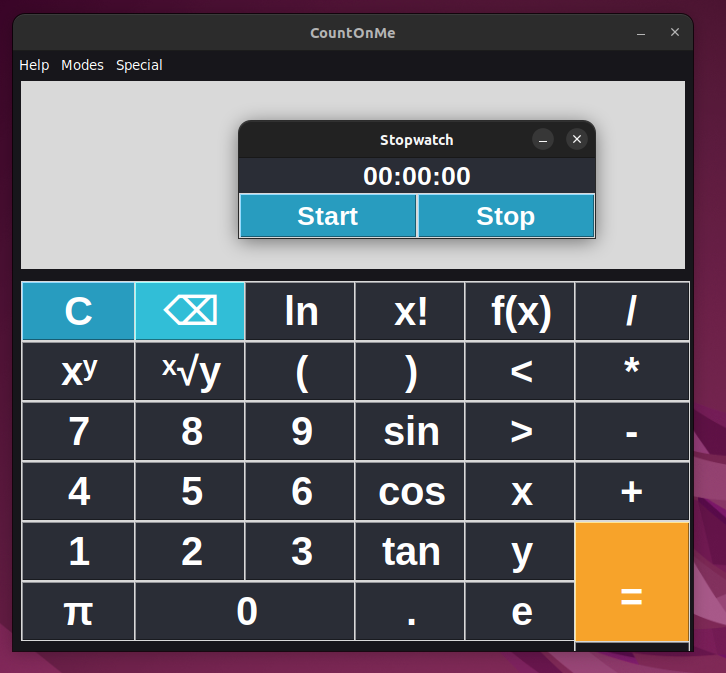 CountOnMe
Help Modes Special
Stopwatch
00:00:00
Start Stop
C ⌫ ln x! f(x) /
xʸ ˣ√y ( ) < *
7 8 9 sin > -
4 5 6 cos x +
1 2 3 tan y
=
π 0 . e